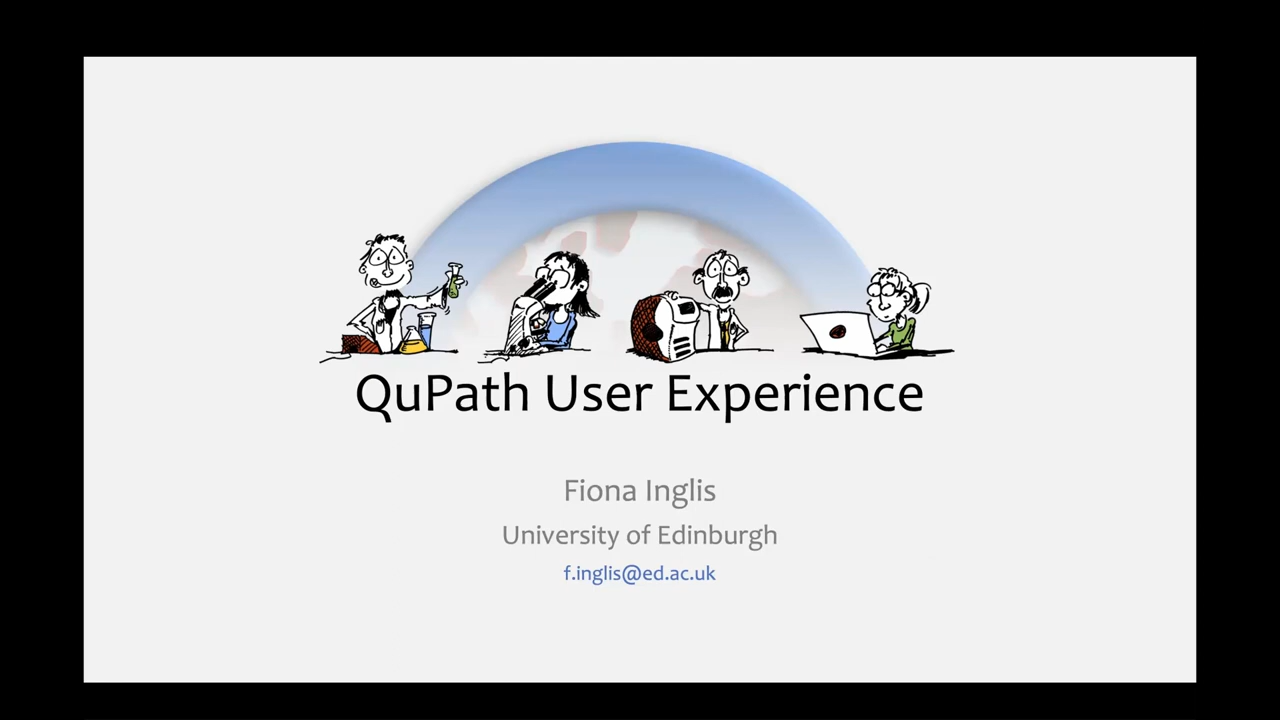 QuPath User Experience
Fiona Inglis
University of Edinburgh
f.inglis@ed.ac.uk